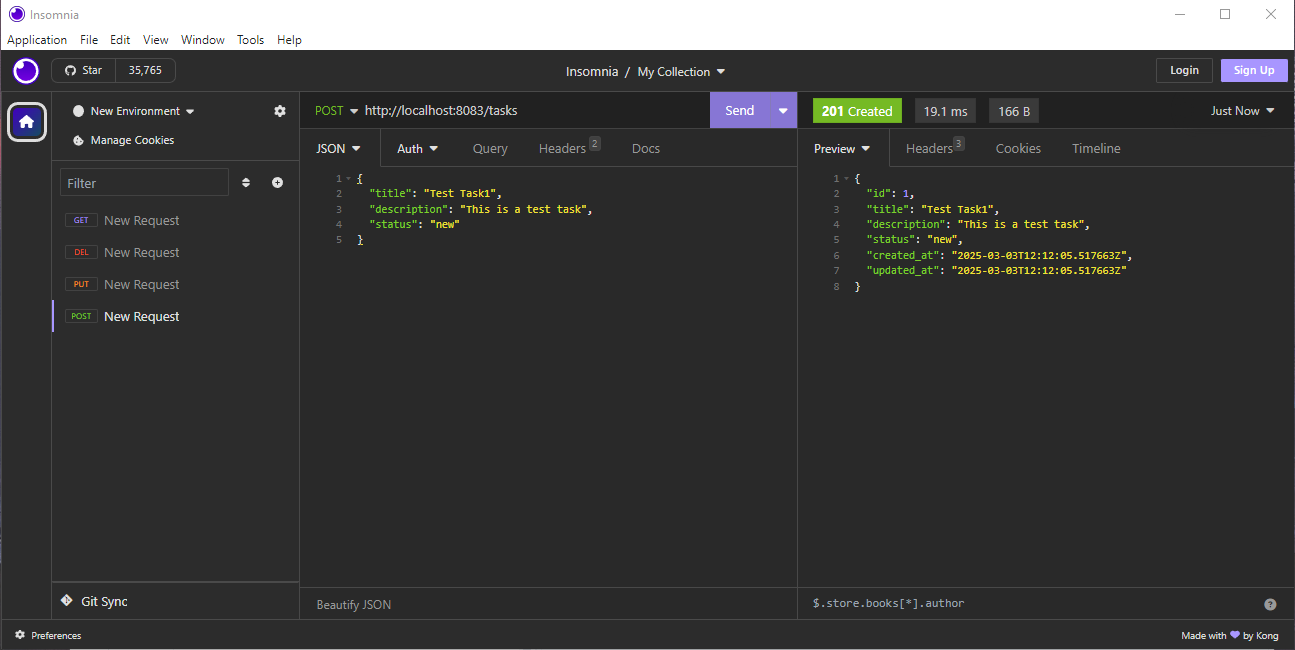 Insomnia
Application File Edit View Window Tools Help
Star 35,765
Insomnia / My Collection
Login Sign Up
New Environment
Manage Cookies
Filter
GET New Request
DEL New Request
PUT New Request
POST New Request
Git Sync
POST http://localhost:8083/tasks Send
JSON Auth Query Headers 2 Docs
1 {
2 "title": "Test Task1",
3 "description": "This is a test task",
4 "status": "new"
5 }
Beautify JSON
201 Created 19.1 ms 166 B Just Now
Preview Headers 3 Cookies Timeline
1 {
2 "id": 1,
3 "title": "Test Task1",
4 "description": "This is a test task",
5 "status": "new",
6 "created_at": "2025-03-03T12:12:05.517663Z",
7 "updated_at": "2025-03-03T12:12:05.517663Z"
8 }
$.store.books[*].author ?
Preferences
Made with 💜 by Kong